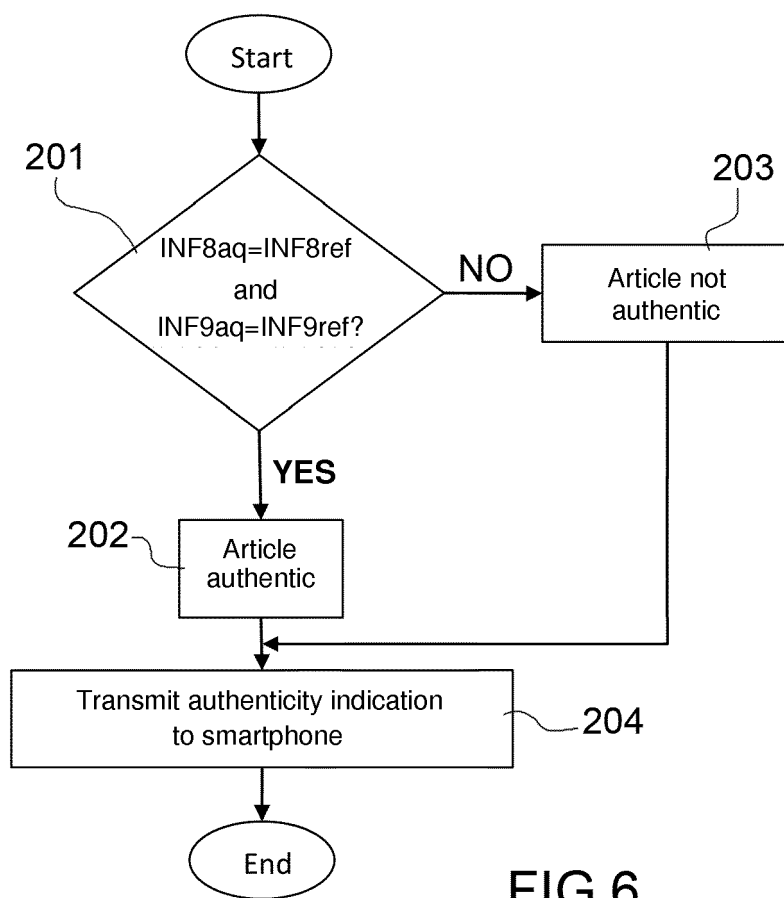 Start
201
INF8aq=INF8ref
and
INF9aq=INF9ref?
NO
203
Article not
authentic
YES
202
Article
authentic
Transmit authenticity indication
to smartphone
204
End
FIG.6